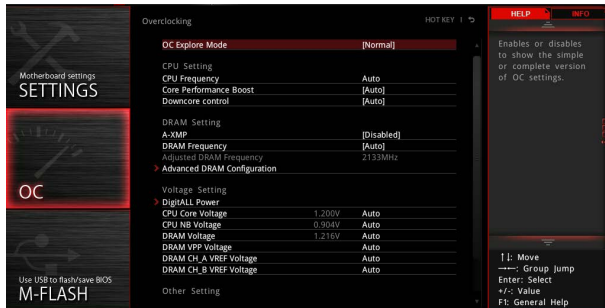 Overclocking
HOT KEY |
HELP
INFO
Motherboard settings
SETTINGS
OC
Use USB to flash/save BIOS
M-FLASH
OC Explore Mode [Normal]
CPU Setting
CPU Frequency Auto
Core Performance Boost [Auto]
Downcore control [Auto]
DRAM Setting
A-XMP [Disabled]
DRAM Frequency [Auto]
Adjusted DRAM Frequency 2133MHz
> Advanced DRAM Configuration
Voltage Setting
> DigitALL Power
CPU Core Voltage 1.200V Auto
CPU NB Voltage 0.904V Auto
DRAM Voltage 1.216V Auto
DRAM VPP Voltage Auto
DRAM CH_A VREF Voltage Auto
DRAM CH_B VREF Voltage Auto
Other Setting
Enables or disables
to show the simple
or complete version
of OC settings.
↑↓: Move
→←: Group Jump
Enter: Select
+/-: Value
F1: General Help